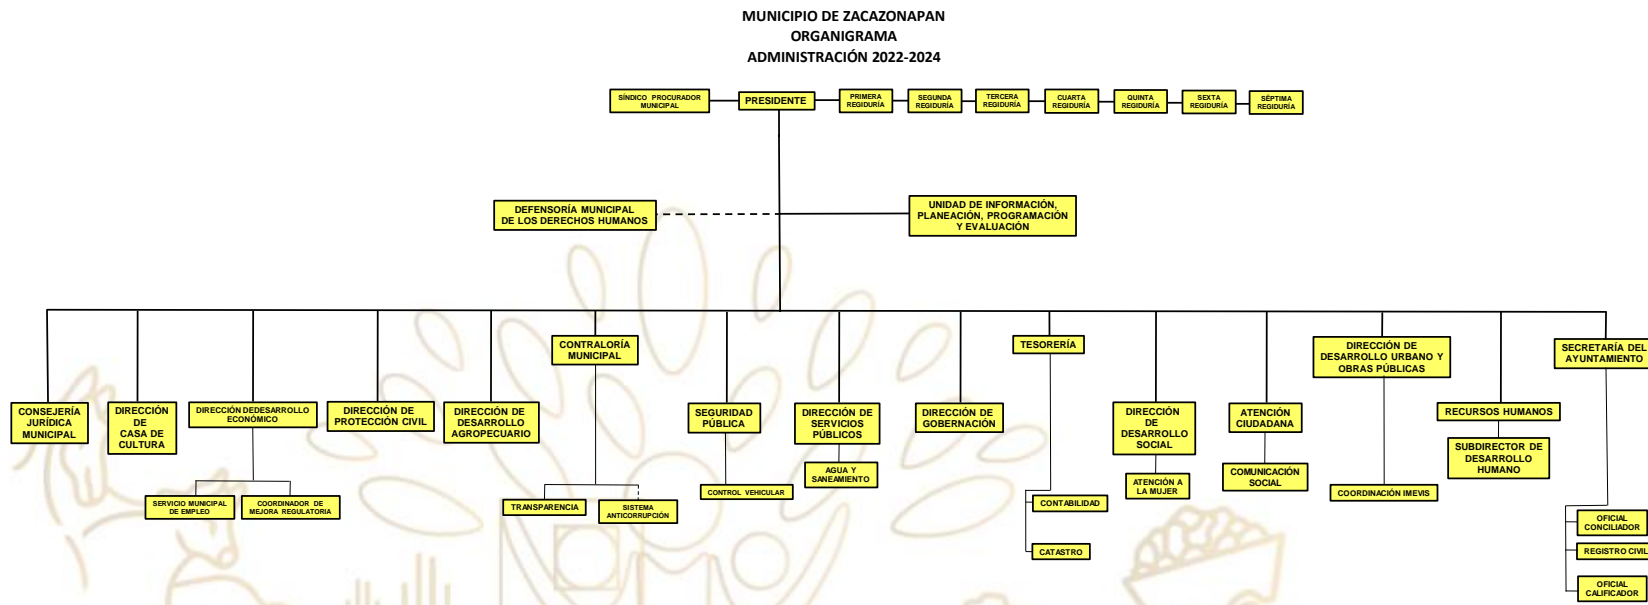 MUNICIPIO DE ZACAZONAPAN
ORGANIGRAMA
ADMINISTRACIÓN 2022-2024
SÍNDICO PROCURADOR
MUNICIPAL
PRESIDENTE
PRIMERA
REGIDURÍA
SEGUNDA
REGIDURÍA
TERCERA
REGIDURÍA
CUARTA
REGIDURÍA
QUINTA
REGIDURÍA
SEXTA
REGIDURÍA
SÉPTIMA
REGIDURÍA
DEFENSORÍA MUNICIPAL
DE LOS DERECHOS HUMANOS
UNIDAD DE INFORMACIÓN,
PLANEACIÓN, PROGRAMACIÓN
Y EVALUACIÓN
CONTRALORÍA
MUNICIPAL
TESORERÍA
DIRECCIÓN DE
DESARROLLO URBANO Y
OBRAS PÚBLICAS
SECRETARÍA DEL
AYUNTAMIENTO
CONSEJERÍA
JURÍDICA
MUNICIPAL
DIRECCIÓN
DE
CASA DE
CULTURA
DIRECCIÓN DEDESARROLLO
ECONÓMICO
DIRECCIÓN DE
PROTECCIÓN CIVIL
DIRECCIÓN DE
DESARROLLO
AGROPECUARIO
SEGURIDAD
PÚBLICA
DIRECCIÓN DE
SERVICIOS
PÚBLICOS
DIRECCIÓN DE
GOBERNACIÓN
DIRECCIÓN
DE
DESARROLLO
SOCIAL
ATENCIÓN
CIUDADANA
RECURSOS HUMANOS
SUBDIRECTOR DE
DESARROLLO
HUMANO
AGUA Y
SANEAMIENTO
ATENCIÓN A
LA MUJER
COMUNICACIÓN
SOCIAL
CONTROL VEHICULAR
COORDINACIÓN IMEVIS
SERVICIO MUNICIPAL
DE EMPLEO
COORDINADOR DE
MEJORA REGULATORIA
TRANSPARENCIA
SISTEMA
ANTICORRUPCIÓN
CONTABILIDAD
CATASTRO
OFICIAL
CONCILIADOR
REGISTRO CIVIL
OFICIAL
CALIFICADOR